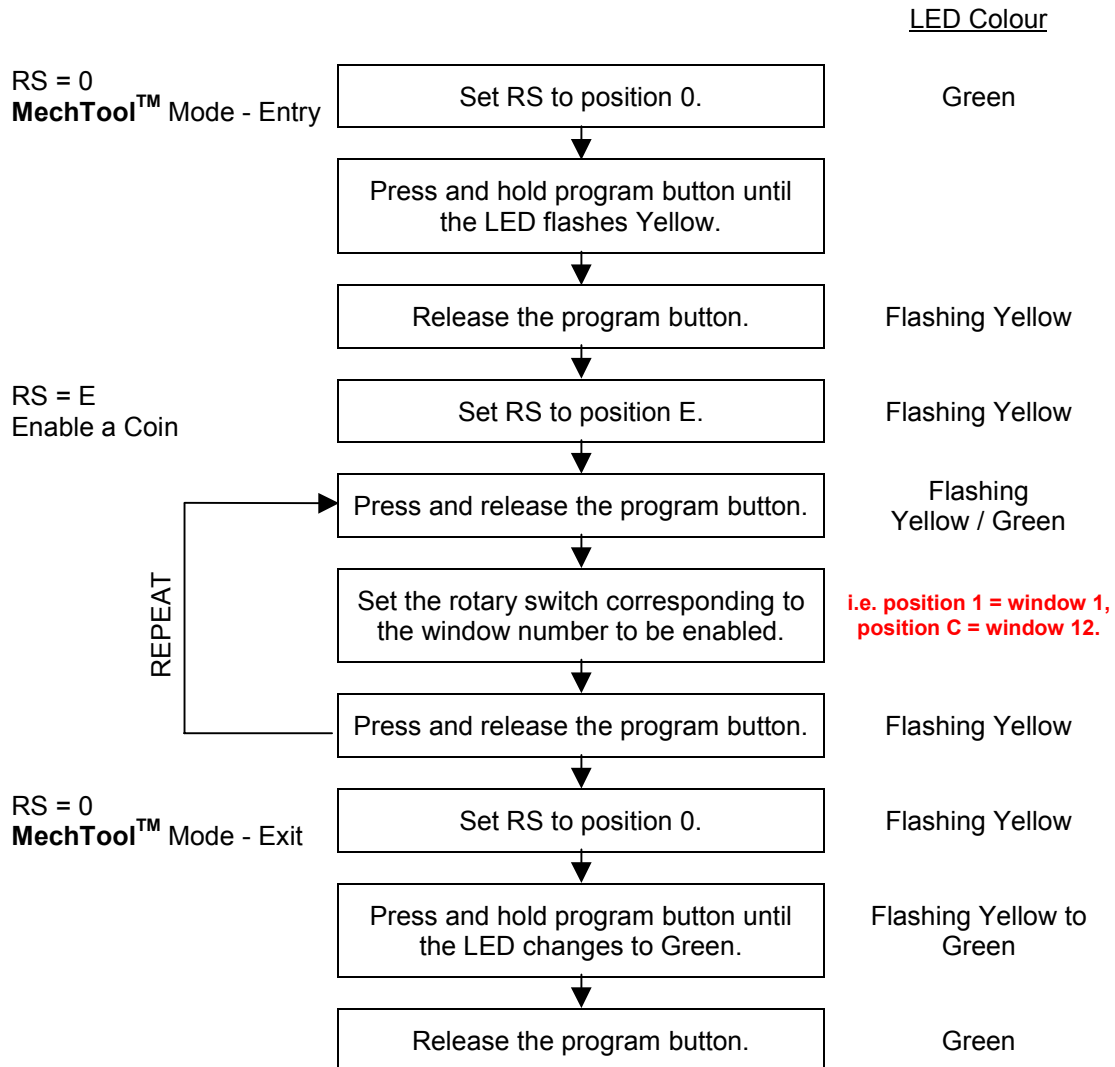 LED Colour
RS = 0
MechTool™ Mode - Entry
Set RS to position 0.
Green
Press and hold program button until
the LED flashes Yellow.
Release the program button.
Flashing Yellow
RS = E
Enable a Coin
Set RS to position E.
Flashing Yellow
Press and release the program button.
Flashing
Yellow / Green
REPEAT
Set the rotary switch corresponding to
the window number to be enabled.
i.e. position 1 = window 1,
position C = window 12.
Press and release the program button.
Flashing Yellow
RS = 0
MechTool™ Mode - Exit
Set RS to position 0.
Flashing Yellow
Press and hold program button until
the LED changes to Green.
Flashing Yellow to
Green
Release the program button.
Green